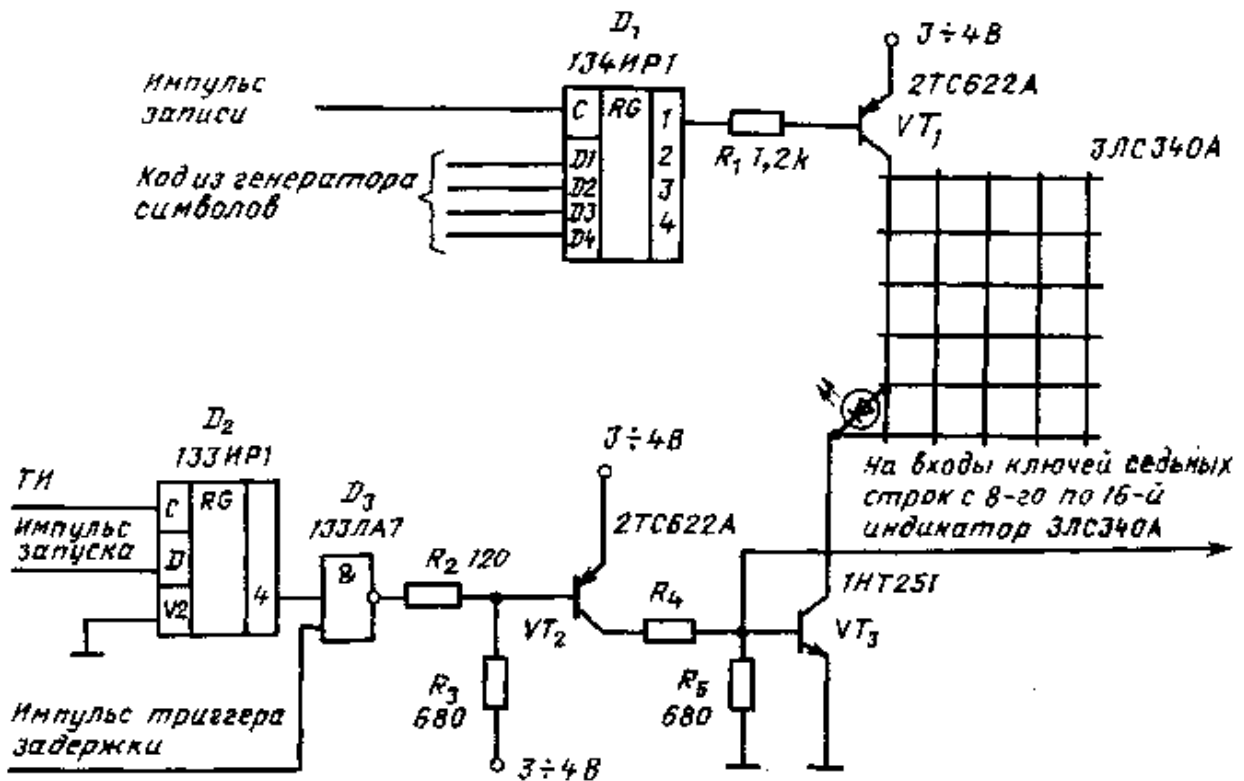 D₁
134ИР1
3÷4В
Импульс
записи
C
RG
1
2
3
4
D1
D2
D3
D4
R₁ 1,2k
2ТС622А
VT₁
3ЛС340А
Код из генератора
символов
D₂
133ИР1
ТИ
C
RG
Импульс
запуска
D
V2
4
D₃
133ЛА7
&
R₂ 120
3÷4В
2ТС622А
VT₂
На входы ключей седьмых
строк с 8-го по 16-й
индикатор 3ЛС340А
R₄
1НТ251
VT₃
R₃
680
R₅
680
Импульс триггера
задержки
3÷4В